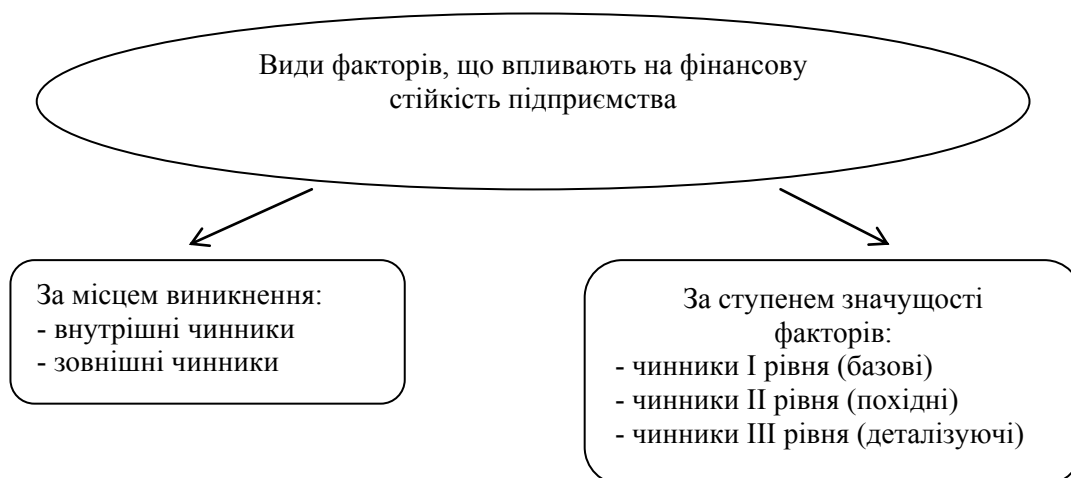 Види факторів, що впливають на фінансову
стійкість підприємства
За місцем виникнення:
- внутрішні чинники
- зовнішні чинники
За ступенем значущості
факторів:
- чинники І рівня (базові)
- чинники ІІ рівня (похідні)
- чинники ІІІ рівня (деталізуючі)